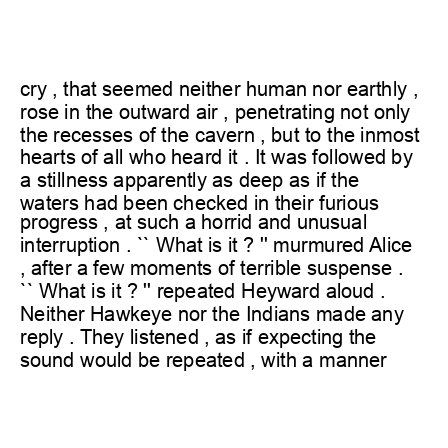 cry , that seemed neither human nor earthly ,
rose in the outward air , penetrating not only
the recesses of the cavern , but to the inmost
hearts of all who heard it . It was followed by
a stillness apparently as deep as if the
waters had been checked in their furious
progress , at such a horrid and unusual
interruption . `` What is it ? '' murmured Alice
, after a few moments of terrible suspense .
`` What is it ? '' repeated Heyward aloud .
Neither Hawkeye nor the Indians made any
reply . They listened , as if expecting the
sound would be repeated , with a manner